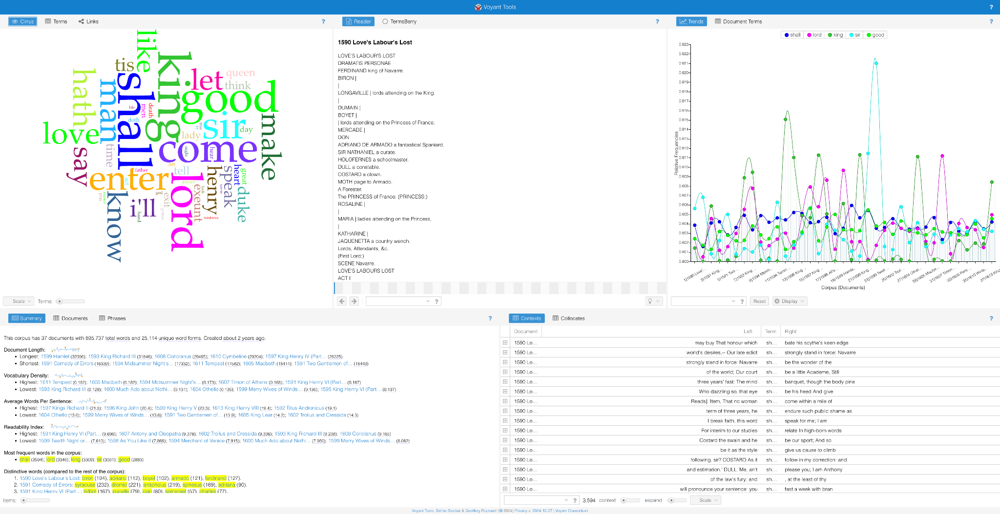 Voyant Tools
?
Cirrus Terms Links ?
like
tis
king
let
queen
think
hath
man
shall
good
life
men
death
doth
love
sir
day
lady
make
come
say
time
night
hear
enter
father
art
tell
act
away
lord
henry
speak
heart
great
look
scene
duke
know
i'll
god
exit
exeunt
mistress
hand
pray
Scale Terms:
Reader TermsBerry ?
1590 Love's Labour's Lost
LOVE'S LABOUR'S LOST
DRAMATIS PERSONAE
FERDINAND king of Navarre.
BIRON |
|
LONGAVILLE | lords attending on the King.
|
DUMAIN |
BOYET |
| lords attending on the Princess of France.
MERCADE |
DON
ADRIANO DE ARMADO a fantastical Spaniard.
SIR NATHANIEL a curate.
HOLOFERNES a schoolmaster.
DULL a constable.
COSTARD a clown.
MOTH page to Armado.
A Forester.
The PRINCESS of France: (PRINCESS:)
ROSALINE |
|
MARIA | ladies attending on the Princess.
|
KATHARINE |
JAQUENETTA a country wench.
Lords, Attendants, &c.
(First Lord:)
SCENE Navarre.
LOVE'S LABOURS LOST
ACT I
?
Trends Document Terms ?
shall lord king sir good
0.023
0.022
0.021
0.020
0.019
0.018
0.017
0.016
0.015
0.014
0.013
0.012
0.011
0.010
0.009
0.008
0.007
0.006
0.005
0.004
0.003
0.002
0.001
0.000
Relative Frequencies
1)1590 Love'... 3)1591 King... 5)1591 Two... 7)1593 King... 9)1594 Merch... 11)1594 Tamin... 13)1596 King... 15)1597 King... 17)1598 All's... 19)1599 Hamle... 21)1599 King... 23)1599 Twelf... 25)1602 Troil... 27)1604 Othel... 29)1605 Macbe... 31)1607 Timon... 33)1608 Peric... 35)1610 Winte... 37)1613 King
Corpus (Documents)
? Reset Display
Summary Documents Phrases ?
This corpus has 37 documents with 895,737 total words and 25,114 unique word forms. Created about 2 years ago.
Document Length:
• Longest: 1599 Hamlet (32396); 1593 King Richard III (31846); 1608 Coriolanus (29485); 1610 Cymbeline (29204); 1597 King Henry IV (Part… (28225)
• Shortest: 1591 Comedy of Errors (16339); 1594 Midsummer Night's… (17332); 1611 Tempest (17582); 1605 Macbeth (18414); 1591 Two Gentlemen of… (18443)
Vocabulary Density:
• Highest: 1611 Tempest (0.182); 1605 Macbeth (0.182); 1594 Midsummer Night's… (0.173); 1607 Timon of Athens (0.168); 1591 King Henry VI (Part… (0.167)
• Lowest: 1593 King Richard III (0.129); 1600 Much Ado about Nothi… (0.131); 1604 Othello (0.135); 1599 Merry Wives of Winds… (0.136); 1595 King Henry VI (Part… (0.137)
Average Words Per Sentence:
• Highest: 1597 Kings Richard II (21.5); 1596 King John (20.4); 1599 King Henry V (20.3); 1613 King Henry VIII (19.4); 1592 Titus Andronicus (19.1)
• Lowest: 1604 Othello (13.6); 1599 Merry Wives of Winds… (13.6); 1591 Two Gentlemen of… (13.9); 1605 King Lear (14.2); 1602 Troilus and Cressida (14.3)
Readability Index:
• Highest: 1591 King Henry VI (Part… (9.696); 1607 Antony and Cleopatra (9.378); 1602 Troilus and Cressida (9.336); 1593 King Richard III (9.238); 1608 Coriolanus (9.165)
• Lowest: 1599 Twelth Night or… (7.613); 1598 As You Like It (7.868); 1594 Merchant of Venice (7.915); 1600 Much Ado about Nothi… (7.950); 1599 Merry Wives of Winds… (8.062)
Most frequent words in the corpus:
• shall (3594); lord (3346); king (3309); sir (3031); good (2883)
Distinctive words (compared to the rest of the corpus):
1. 1590 Love's Labour's Lost: biron (194), adriano (112), boyet (102), armado (121), ferdinand (127).
2. 1591 Comedy of Errors: syracuse (232), dromio (221), antipholus (219), ephesus (169), adriana (90).
3. 1591 King Henry VI (Part…: talbot (167), pucelle (79), joan (80), somerset (57), charles (77).
items:
Contexts Collocates ?
Document Left Term Right
1590 Lo... may buy That honour which sh... bate his scythe's keen edge
1590 Lo... world's desires,-- Our late edict sh... strongly stand in force: Navarre
1590 Lo... strongly stand in force: Navarre sh... be the wonder of the
1590 Lo... of the world; Our court sh... be a little Academe, Still
1590 Lo... three years' fast: The mind sh... banquet, though the body pine
1590 Lo... Who dazzling so, that eye sh... be his heed And give
1590 Lo... Reads] 'Item, That no woman sh... come within a mile of
1590 Lo... term of three years, he sh... endure such public shame as
1590 Lo... I break faith, this word sh... speak for me; I am
1590 Lo... For interim to our studies sh... relate In high-born words
1590 Lo... Costard the swain and he sh... be our sport; And so
1590 Lo... be it as the style sh... give us cause to climb
1590 Lo... following, sir? COSTARD As it sh... follow in my correction: and
1590 Lo... and estimation.' DULL 'Me, an't sh... please you; I am Anthony
1590 Lo... of the law's fury; and sh... , at the least of thy
1590 Lo... will pronounce your sentence: you sh... fast a week with bran
? 3,594 context expand Scale
Voyant Tools, Stéfan Sinclair & Geoffrey Rockwell (© 2024) Privacy v. 2024-10-27 | Voyant Consortium